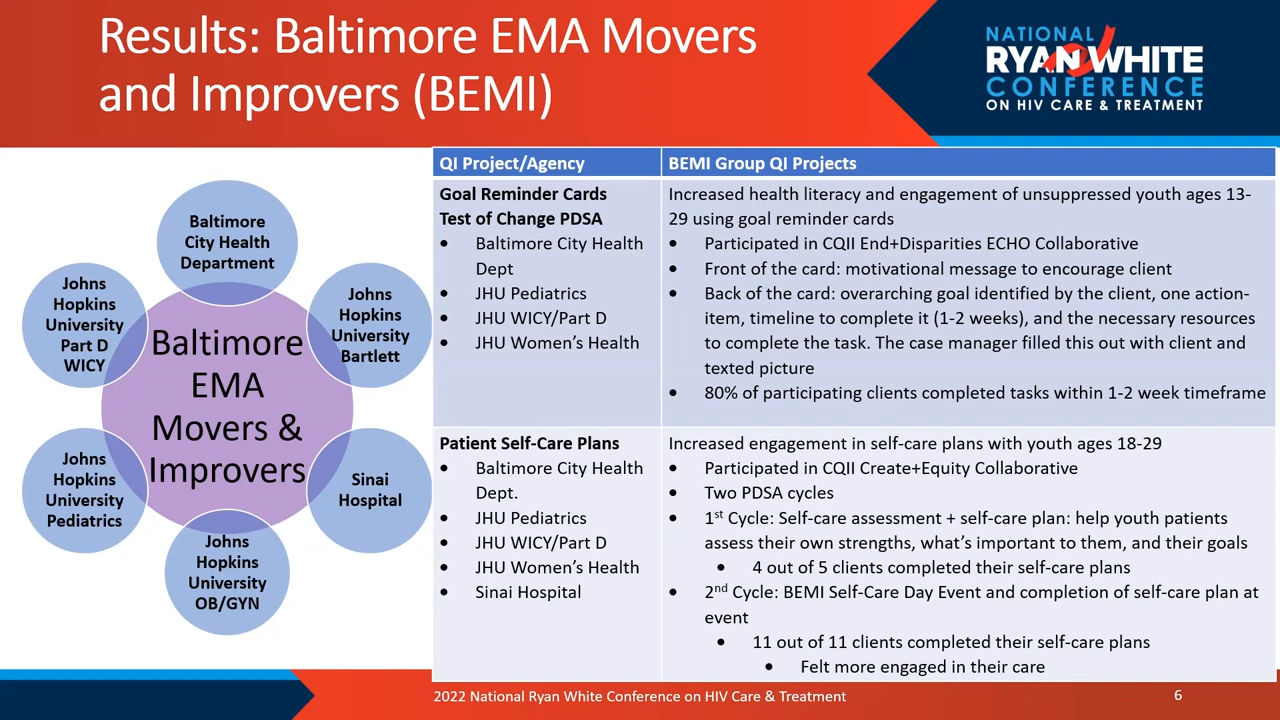 Results: Baltimore EMA Movers
and Improvers (BEMI)
NATIONAL
RYAN WHITE
CONFERENCE
ON HIV CARE & TREATMENT
Baltimore
City Health
Department
Johns
Hopkins
University
Bartlett
Sinai
Hospital
Johns
Hopkins
University
OB/GYN
Johns
Hopkins
University
Pediatrics
Johns
Hopkins
University
Part D
WICY
Baltimore
EMA
Movers &
Improvers
QI Project/Agency
BEMI Group QI Projects
Goal Reminder Cards
Test of Change PDSA
• Baltimore City Health
Dept
• JHU Pediatrics
• JHU WICY/Part D
• JHU Women's Health
Increased health literacy and engagement of unsuppressed youth ages 13-
29 using goal reminder cards
• Participated in CQII End+Disparities ECHO Collaborative
• Front of the card: motivational message to encourage client
• Back of the card: overarching goal identified by the client, one action-
item, timeline to complete it (1-2 weeks), and the necessary resources
to complete the task. The case manager filled this out with client and
texted picture
• 80% of participating clients completed tasks within 1-2 week timeframe
Patient Self-Care Plans
• Baltimore City Health
Dept.
• JHU Pediatrics
• JHU WICY/Part D
• JHU Women's Health
• Sinai Hospital
Increased engagement in self-care plans with youth ages 18-29
• Participated in CQII Create+Equity Collaborative
• Two PDSA cycles
• 1st Cycle: Self-care assessment + self-care plan: help youth patients
assess their own strengths, what's important to them, and their goals
• 4 out of 5 clients completed their self-care plans
• 2nd Cycle: BEMI Self-Care Day Event and completion of self-care plan at
event
• 11 out of 11 clients completed their self-care plans
• Felt more engaged in their care
2022 National Ryan White Conference on HIV Care & Treatment
6